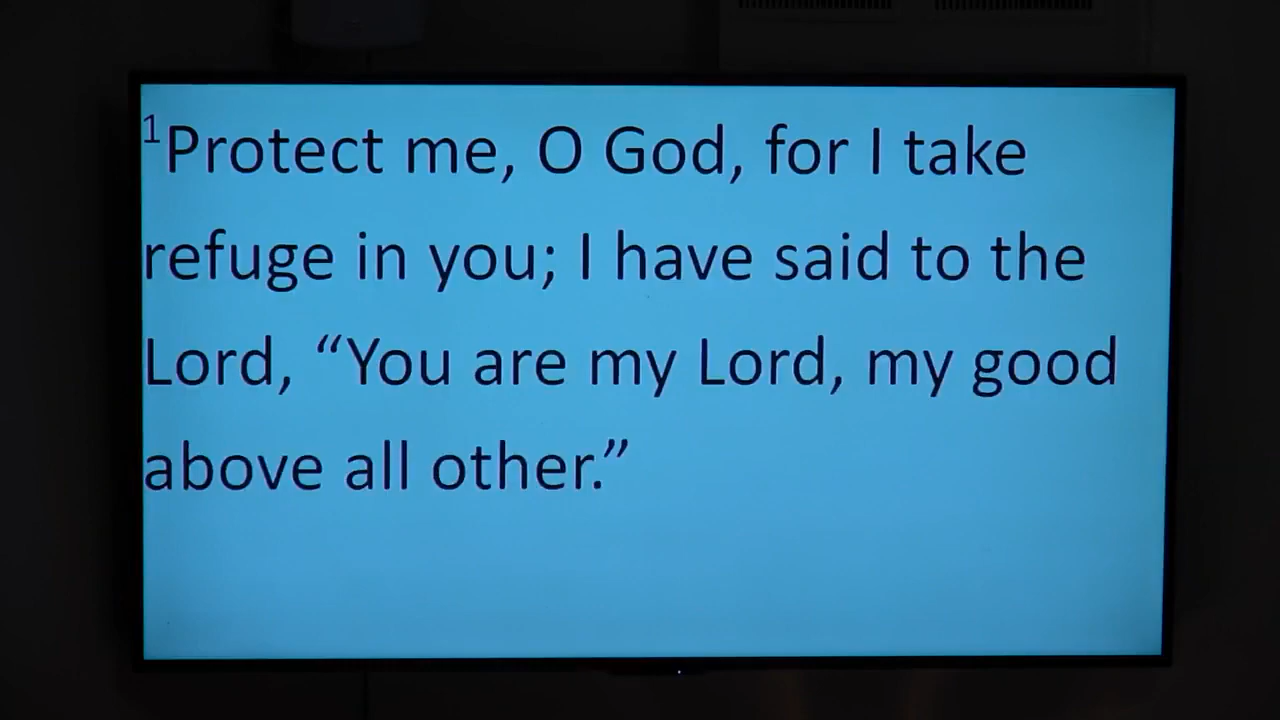 ¹Protect me, O God, for I take
refuge in you; I have said to the
Lord, “You are my Lord, my good
above all other.”